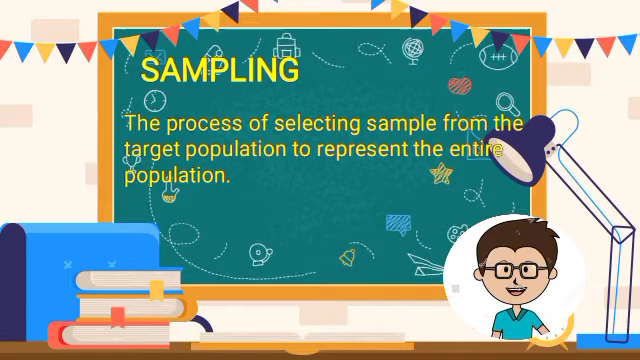 SAMPLING
The process of selecting sample from the
target population to represent the entire
population.